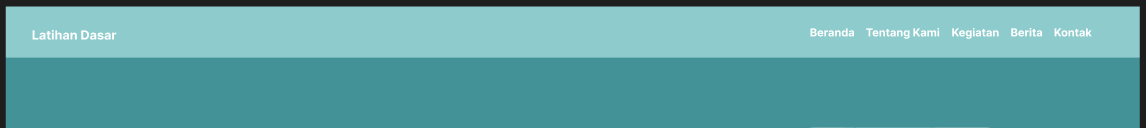 Latihan Dasar
Beranda Tentang Kami Kegiatan Berita Kontak